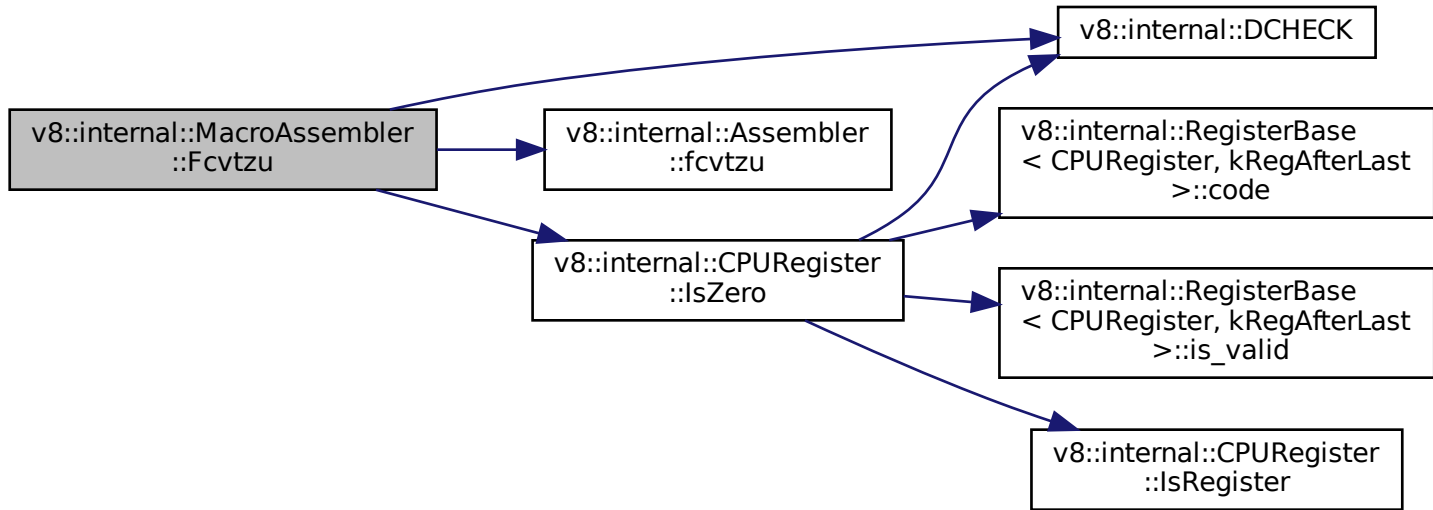 v8::internal::MacroAssembler
::Fcvtzu
v8::internal::DCHECK
v8::internal::Assembler
::fcvtzu
v8::internal::CPURegister
::IsZero
v8::internal::RegisterBase
< CPURegister, kRegAfterLast
>::code
v8::internal::RegisterBase
< CPURegister, kRegAfterLast
>::is_valid
v8::internal::CPURegister
::IsRegister